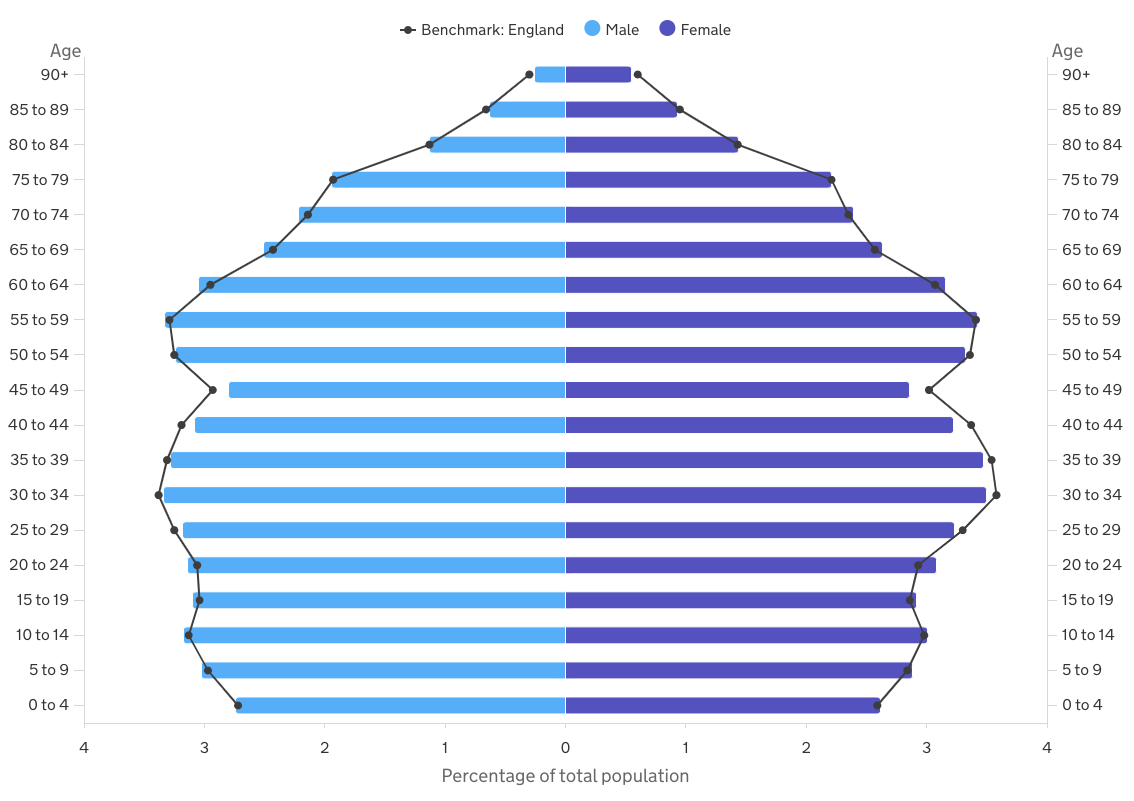 Benchmark: England Male Female
Age Age
90+ 90+
85 to 89 85 to 89
80 to 84 80 to 84
75 to 79 75 to 79
70 to 74 70 to 74
65 to 69 65 to 69
60 to 64 60 to 64
55 to 59 55 to 59
50 to 54 50 to 54
45 to 49 45 to 49
40 to 44 40 to 44
35 to 39 35 to 39
30 to 34 30 to 34
25 to 29 25 to 29
20 to 24 20 to 24
15 to 19 15 to 19
10 to 14 10 to 14
5 to 9 5 to 9
0 to 4 0 to 4
4 3 2 1 0 1 2 3 4
Percentage of total population